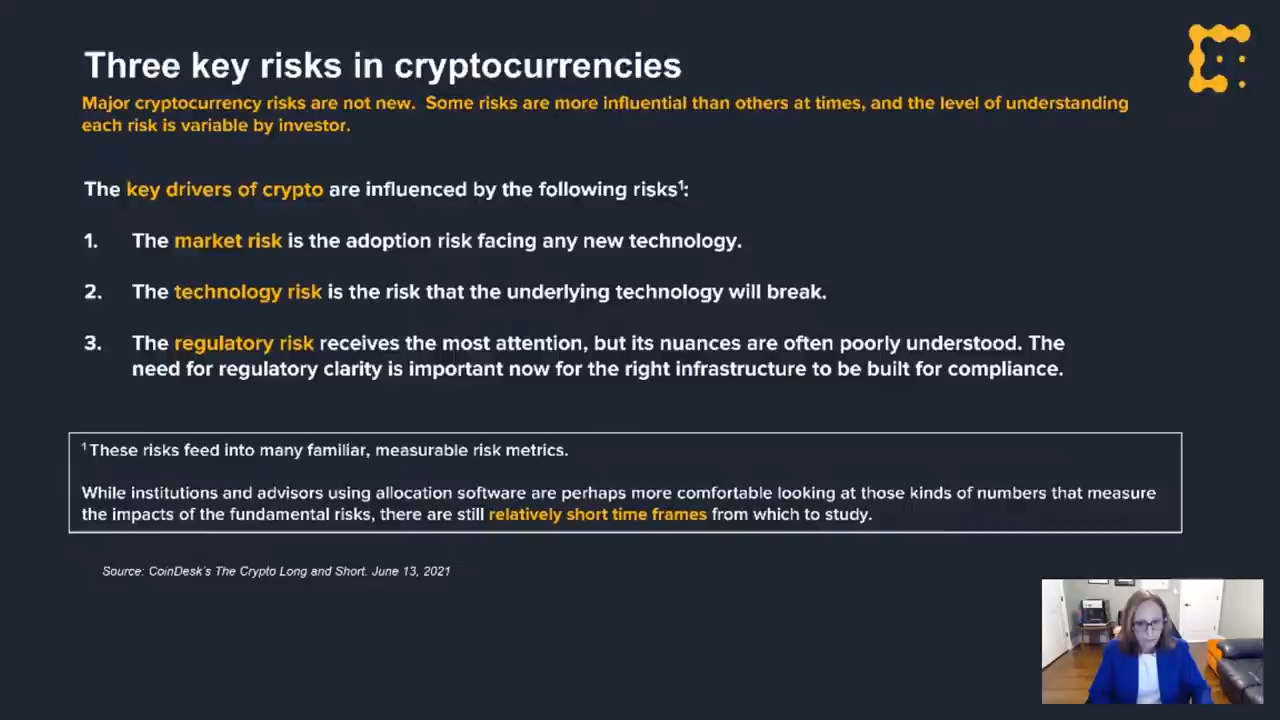 Three key risks in cryptocurrencies
Major cryptocurrency risks are not new.  Some risks are more influential than others at times, and the level of understanding
each risk is variable by investor.
The key drivers of crypto are influenced by the following risks¹:
1. The market risk is the adoption risk facing any new technology.
2. The technology risk is the risk that the underlying technology will break.
3. The regulatory risk receives the most attention, but its nuances are often poorly understood. The
need for regulatory clarity is important now for the right infrastructure to be built for compliance.
¹ These risks feed into many familiar, measurable risk metrics.
While institutions and advisors using allocation software are perhaps more comfortable looking at those kinds of numbers that measure
the impacts of the fundamental risks, there are still relatively short time frames from which to study.
Source: CoinDesk's The Crypto Long and Short. June 13, 2021